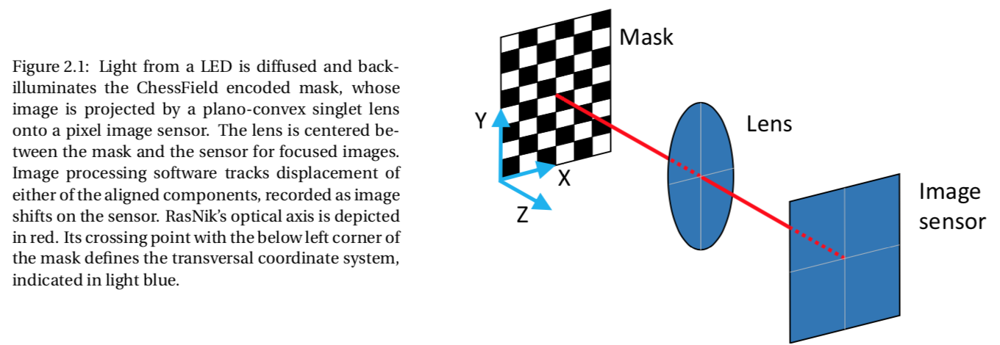 Figure 2.1: Light from a LED is diffused and back-
illuminates the ChessField encoded mask, whose
image is projected by a plano-convex singlet lens
onto a pixel image sensor. The lens is centered be-
tween the mask and the sensor for focused images.
Image processing software tracks displacement of
either of the aligned components, recorded as image
shifts on the sensor. RasNik's optical axis is depicted
in red. Its crossing point with the below left corner of
the mask defines the transversal coordinate system,
indicated in light blue.
Mask
Lens
Y
X
Z
Image
sensor